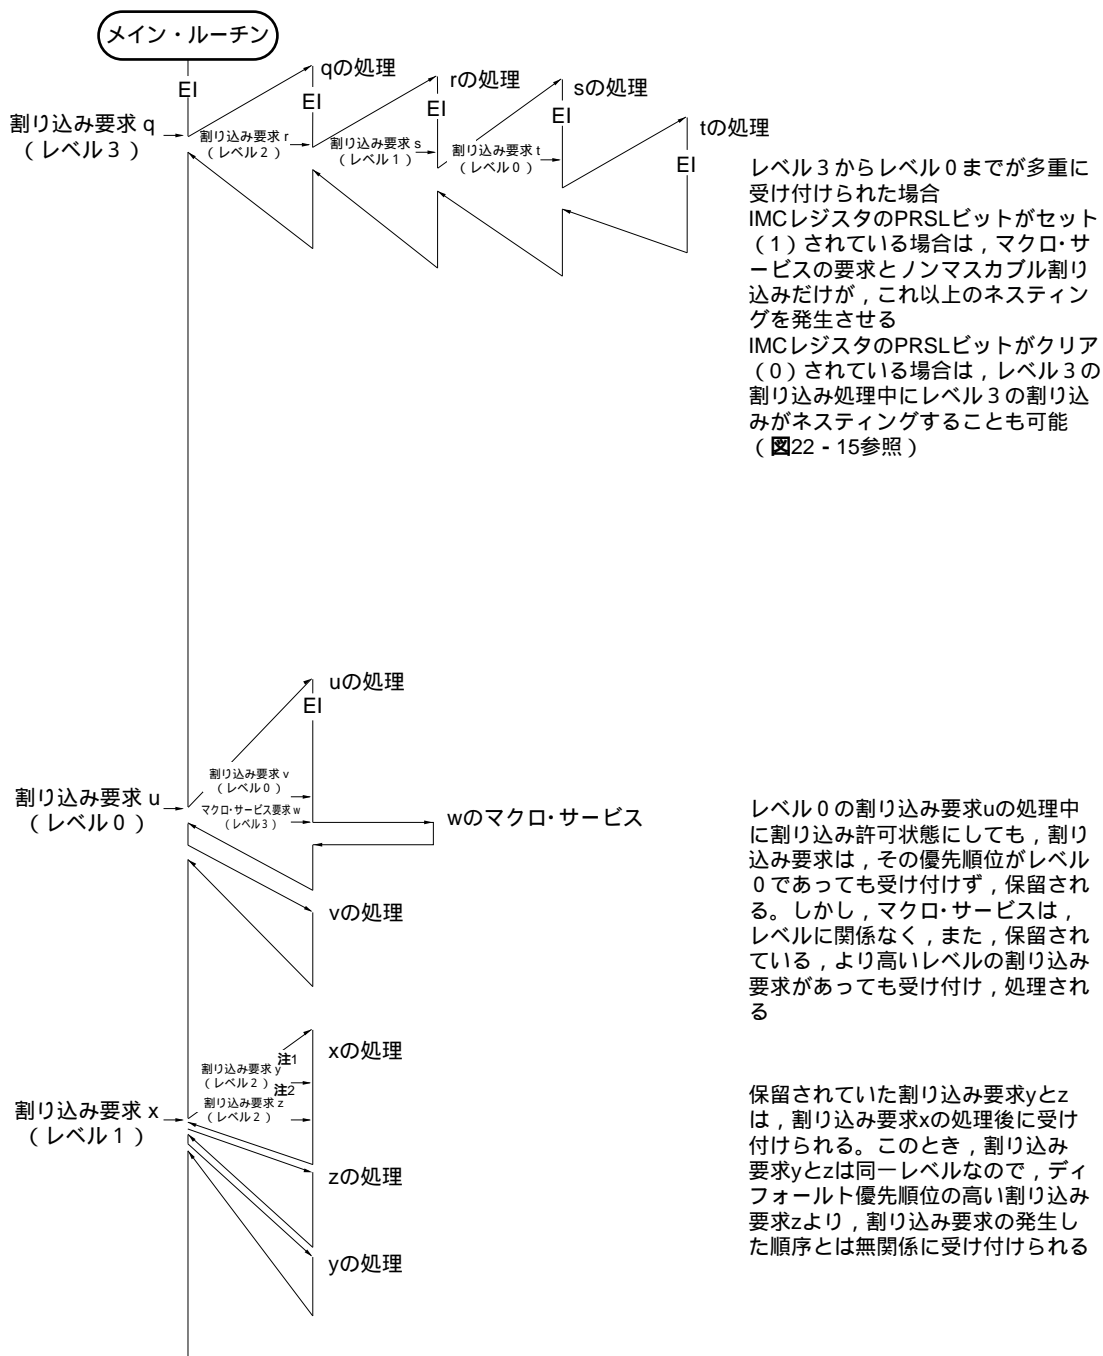 メイン・ルーチン
EI
qの処理
EI
rの処理
EI
sの処理
EI
tの処理
EI
割り込み要求 q
（レベル３）
割り込み要求 r
（レベル２）
割り込み要求 s
（レベル１）
割り込み要求 t
（レベル０）
レベル３からレベル０までが多重に
受け付けられた場合
IMCレジスタのPRSLビットがセット
（１）されている場合は，マクロ・サ
ービスの要求とノンマスカブル割り
込みだけが，これ以上のネスティン
グを発生させる
IMCレジスタのPRSLビットがクリア
（０）されている場合は，レベル３の
割り込み処理中にレベル３の割り込
みがネスティングすることも可能
（図22‐15参照）
uの処理
EI
割り込み要求 v
（レベル０）
割り込み要求 u
（レベル０）
マクロ・サービス要求 w
（レベル３）
wのマクロ・サービス
vの処理
レベル０の割り込み要求uの処理中
に割り込み許可状態にしても，割り
込み要求は，その優先順位がレベル
０であっても受け付けず，保留され
る。しかし，マクロ・サービスは，
レベルに関係なく，また，保留され
ている，より高いレベルの割り込み
要求があっても受け付け，処理され
る
xの処理
割り込み要求 y 注1
（レベル２）
割り込み要求 z 注2
（レベル２）
割り込み要求 x
（レベル１）
zの処理
yの処理
保留されていた割り込み要求yとz
は，割り込み要求xの処理後に受け
付けられる。このとき，割り込み
要求yとzは同一レベルなので，ディ
フォールト優先順位の高い割り込み
要求zより，割り込み要求の発生し
た順序とは無関係に受け付けられる